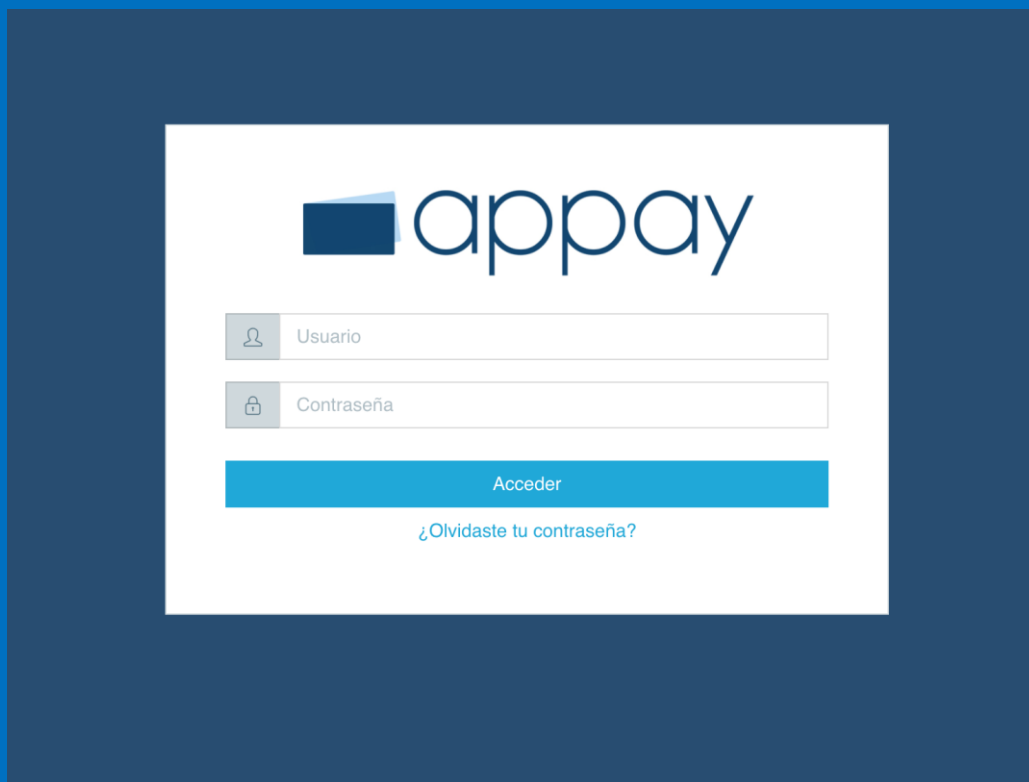 appay
Usuario
Contraseña
Acceder
¿Olvidaste tu contraseña?